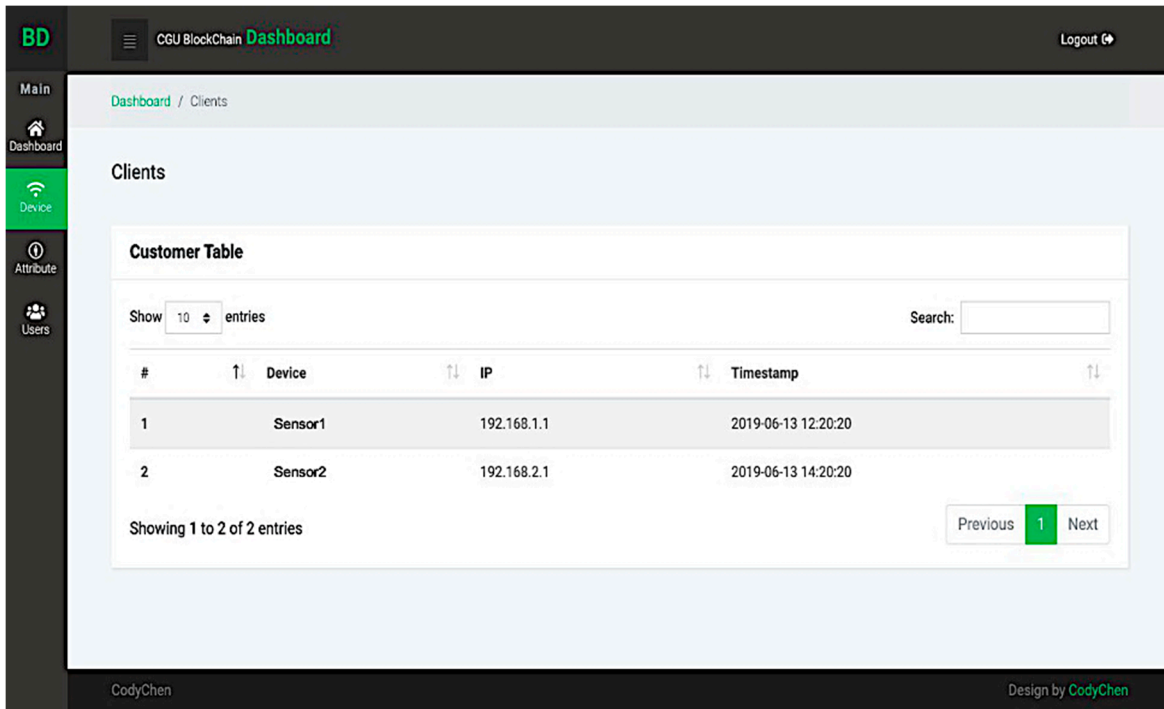 BD
CGU BlockChain Dashboard
Logout
Main
Dashboard
Device
Attribute
Users
Dashboard / Clients
Clients
Customer Table
Show 10 entries
Search:
# Device IP Timestamp
1 Sensor1 192.168.1.1 2019-06-13 12:20:20
2 Sensor2 192.168.2.1 2019-06-13 14:20:20
Showing 1 to 2 of 2 entries
Previous 1 Next
CodyChen
Design by CodyChen